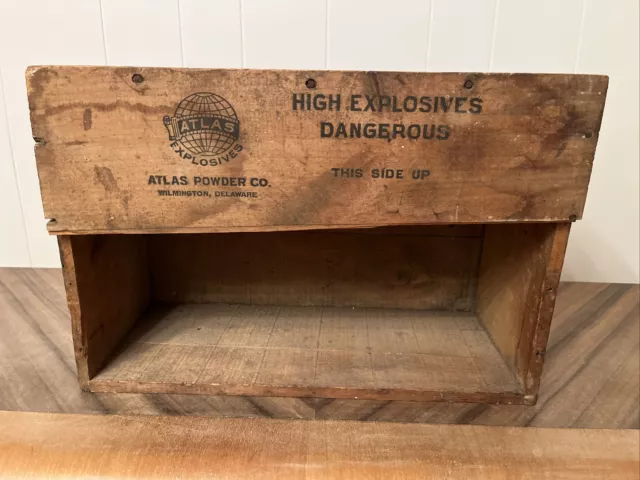 ATLAS
EXPLOSIVES
ATLAS POWDER CO.
WILMINGTON, DELAWARE
HIGH EXPLOSIVES
DANGEROUS
THIS SIDE UP